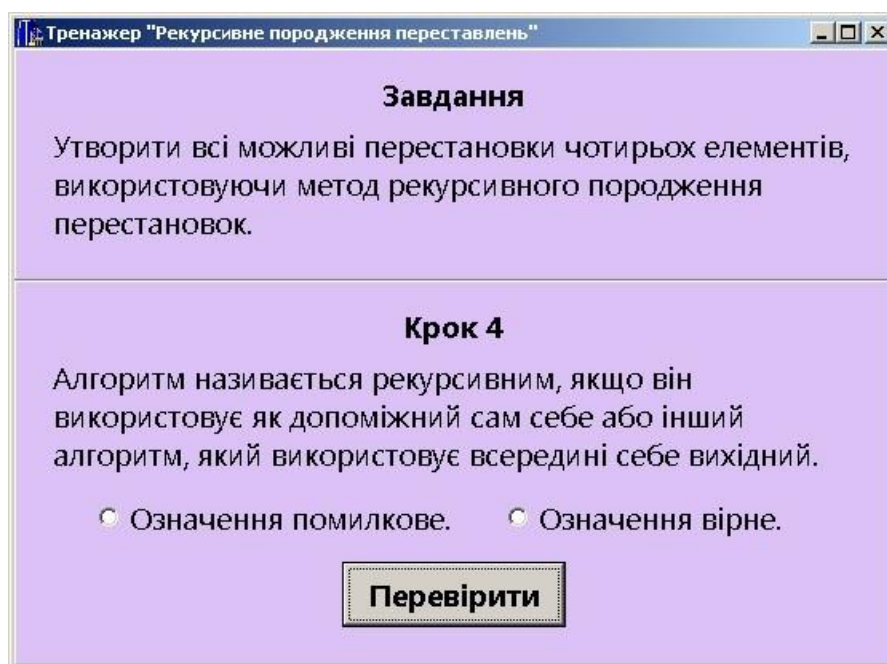 Тренажер "Рекурсивне породження переставлень"
Завдання
Утворити всі можливі перестановки чотирьох елементів,
використовуючи метод рекурсивного породження
перестановок.
Крок 4
Алгоритм називається рекурсивним, якщо він
використовує як допоміжний сам себе або інший
алгоритм, який використовує всередині себе вихідний.
Означення помилкове. Означення вірне.
Перевірити